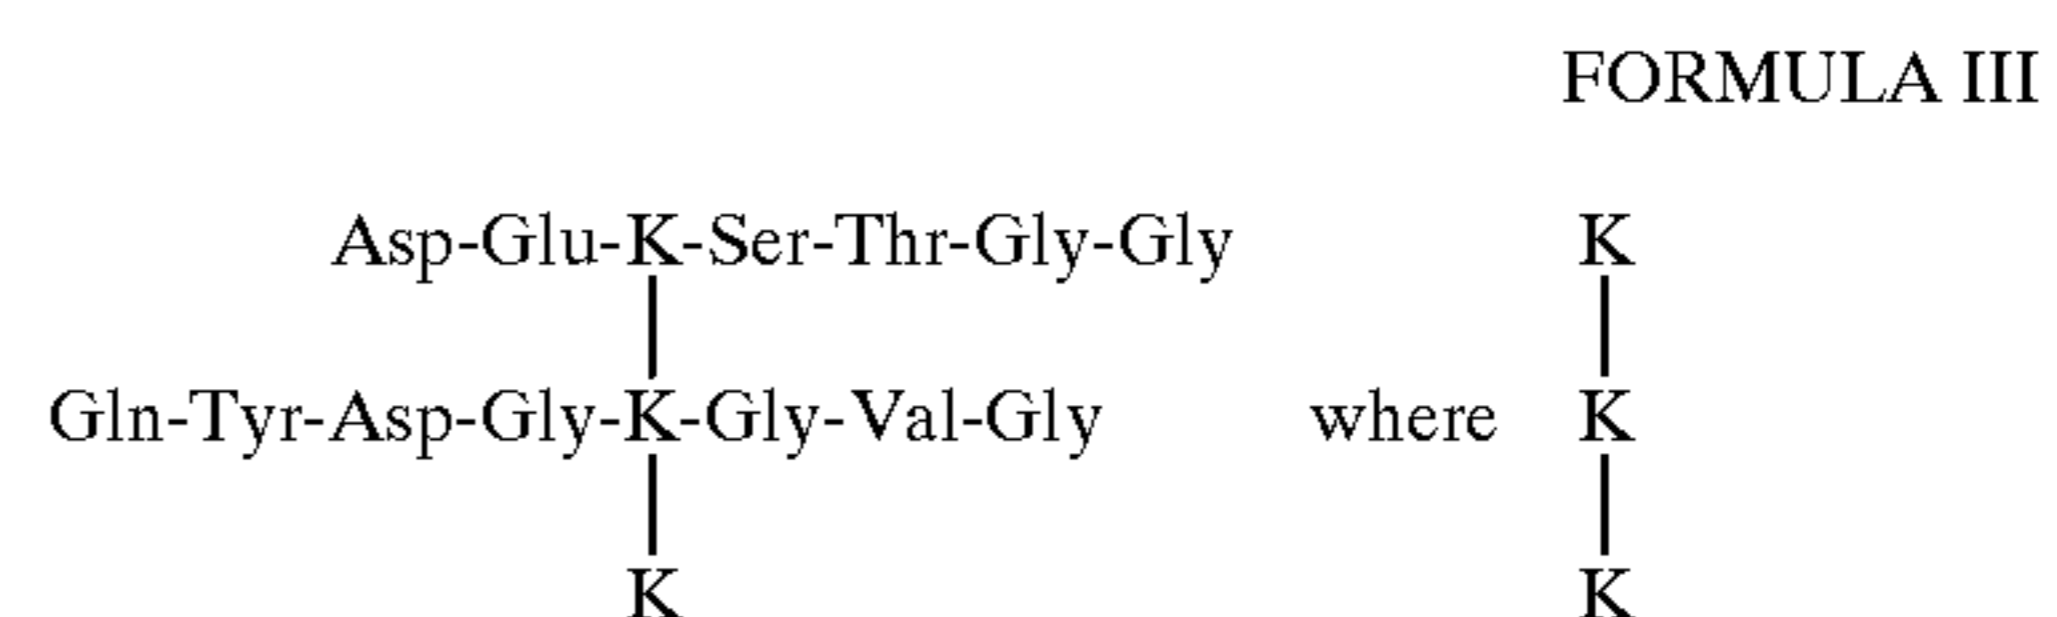 FORMULA III
Asp-Glu-K-Ser-Thr-Gly-Gly K
Gln-Tyr-Asp-Gly-K-Gly-Val-Gly where K
K K